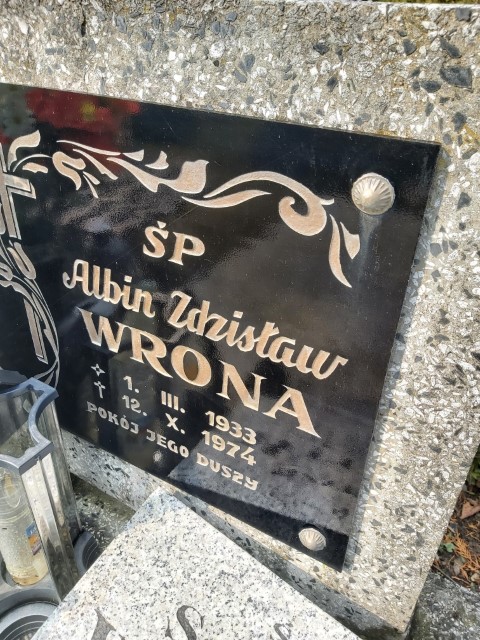 ŚP
Albin Zdzisław
WRONA
1. III. 1933
† 12. X. 1974
POKÓJ JEGO DUSZY